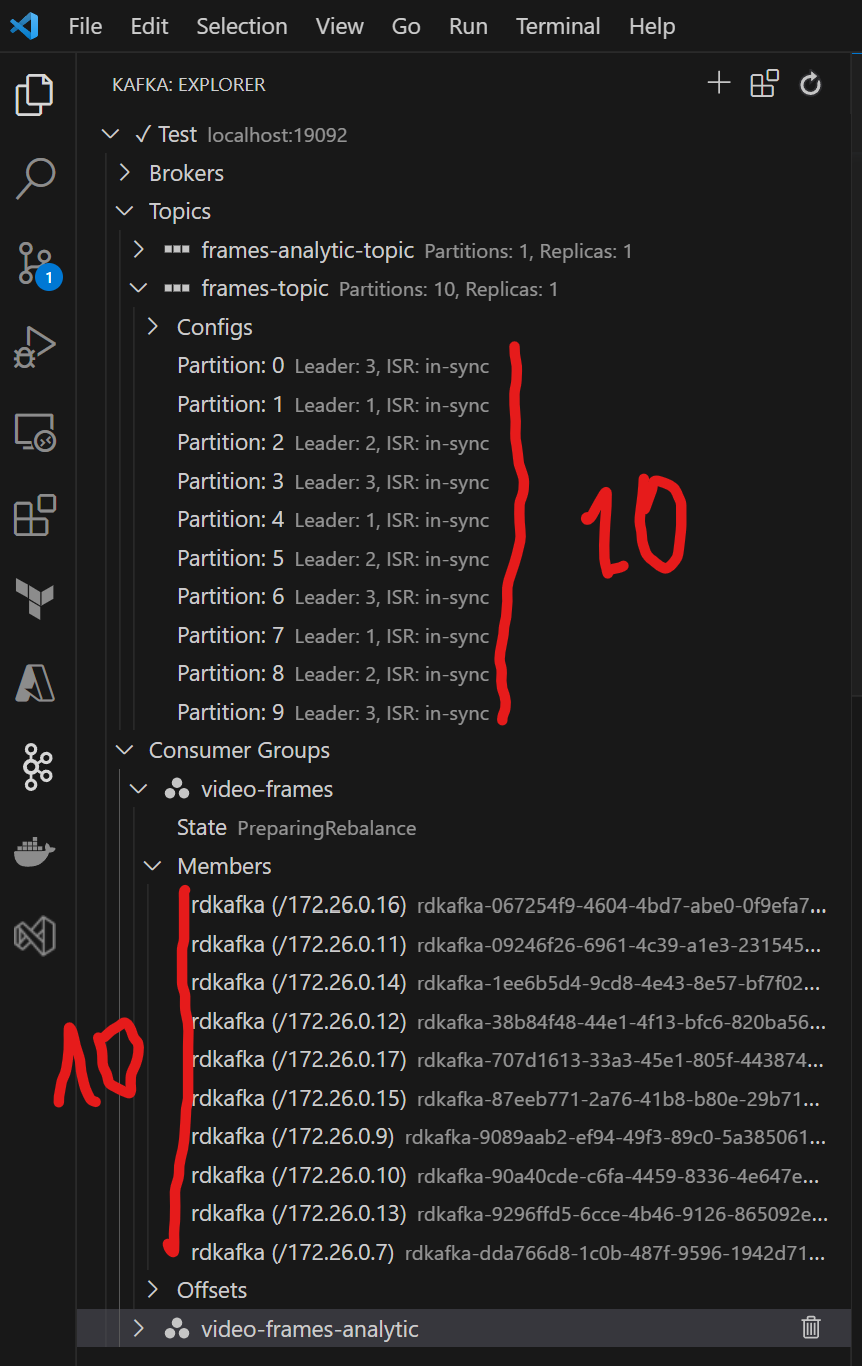 File Edit Selection View Go Run Terminal Help
KAFKA: EXPLORER
Test localhost:19092
Brokers
Topics
frames-analytic-topic Partitions: 1, Replicas: 1
frames-topic Partitions: 10, Replicas: 1
1
Configs
Partition: 0 Leader: 3, ISR: in-sync
Partition: 1 Leader: 1, ISR: in-sync
Partition: 2 Leader: 2, ISR: in-sync
Partition: 3 Leader: 3, ISR: in-sync
Partition: 4 Leader: 1, ISR: in-sync
10
Partition: 5 Leader: 2, ISR: in-sync
Partition: 6 Leader: 3, ISR: in-sync
Partition: 7 Leader: 1, ISR: in-sync
Partition: 8 Leader: 2, ISR: in-sync
Partition: 9 Leader: 3, ISR: in-sync
Consumer Groups
video-frames
State PreparingRebalance
Members
rdkafka (/172.26.0.16) rdkafka-067254f9-4604-4bd7-abe0-0f9efa7...
rdkafka (/172.26.0.11) rdkafka-09246f26-6961-4c39-a1e3-231545...
rdkafka (/172.26.0.14) rdkafka-1ee6b5d4-9cd8-4e43-8e57-bf7f02...
rdkafka (/172.26.0.12) rdkafka-38b84f48-44e1-4f13-bfc6-820ba56...
rdkafka (/172.26.0.17) rdkafka-707d1613-33a3-45e1-805f-443874...
10
rdkafka (/172.26.0.15) rdkafka-87eeb771-2a76-41b8-b80e-29b71...
rdkafka (/172.26.0.9) rdkafka-9089aab2-ef94-49f3-89c0-5a385061...
rdkafka (/172.26.0.10) rdkafka-90a40cde-c6fa-4459-8336-4e647e...
rdkafka (/172.26.0.13) rdkafka-9296ffd5-6cce-4b46-9126-865092e...
rdkafka (/172.26.0.7) rdkafka-dda766d8-1c0b-487f-9596-1942d71...
Offsets
video-frames-analytic